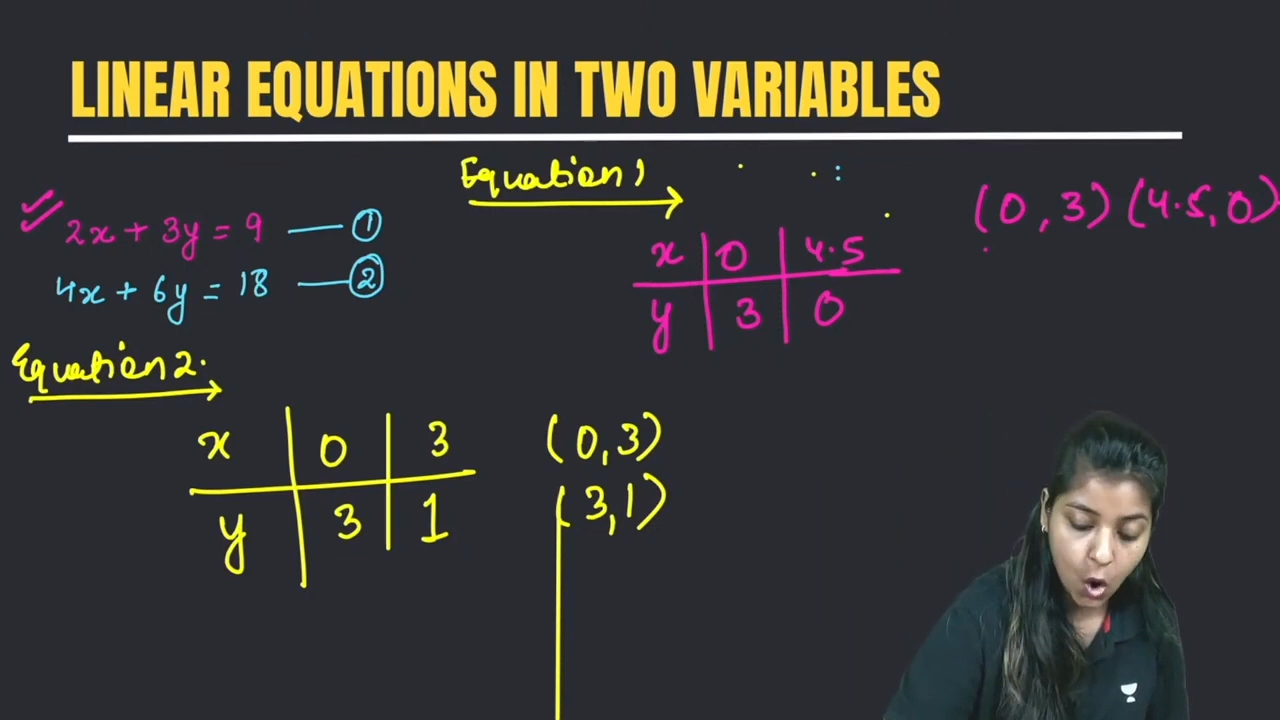 LINEAR EQUATIONS IN TWO VARIABLES
Equation 1
2x + 3y = 9 —— ①
4x + 6y = 18 —— ②
x | 0 | 4.5
y | 3 | 0
(0, 3) (4.5, 0)
Equation 2.
x | 0 | 3
y | 3 | 1
(0, 3)
(3, 1)